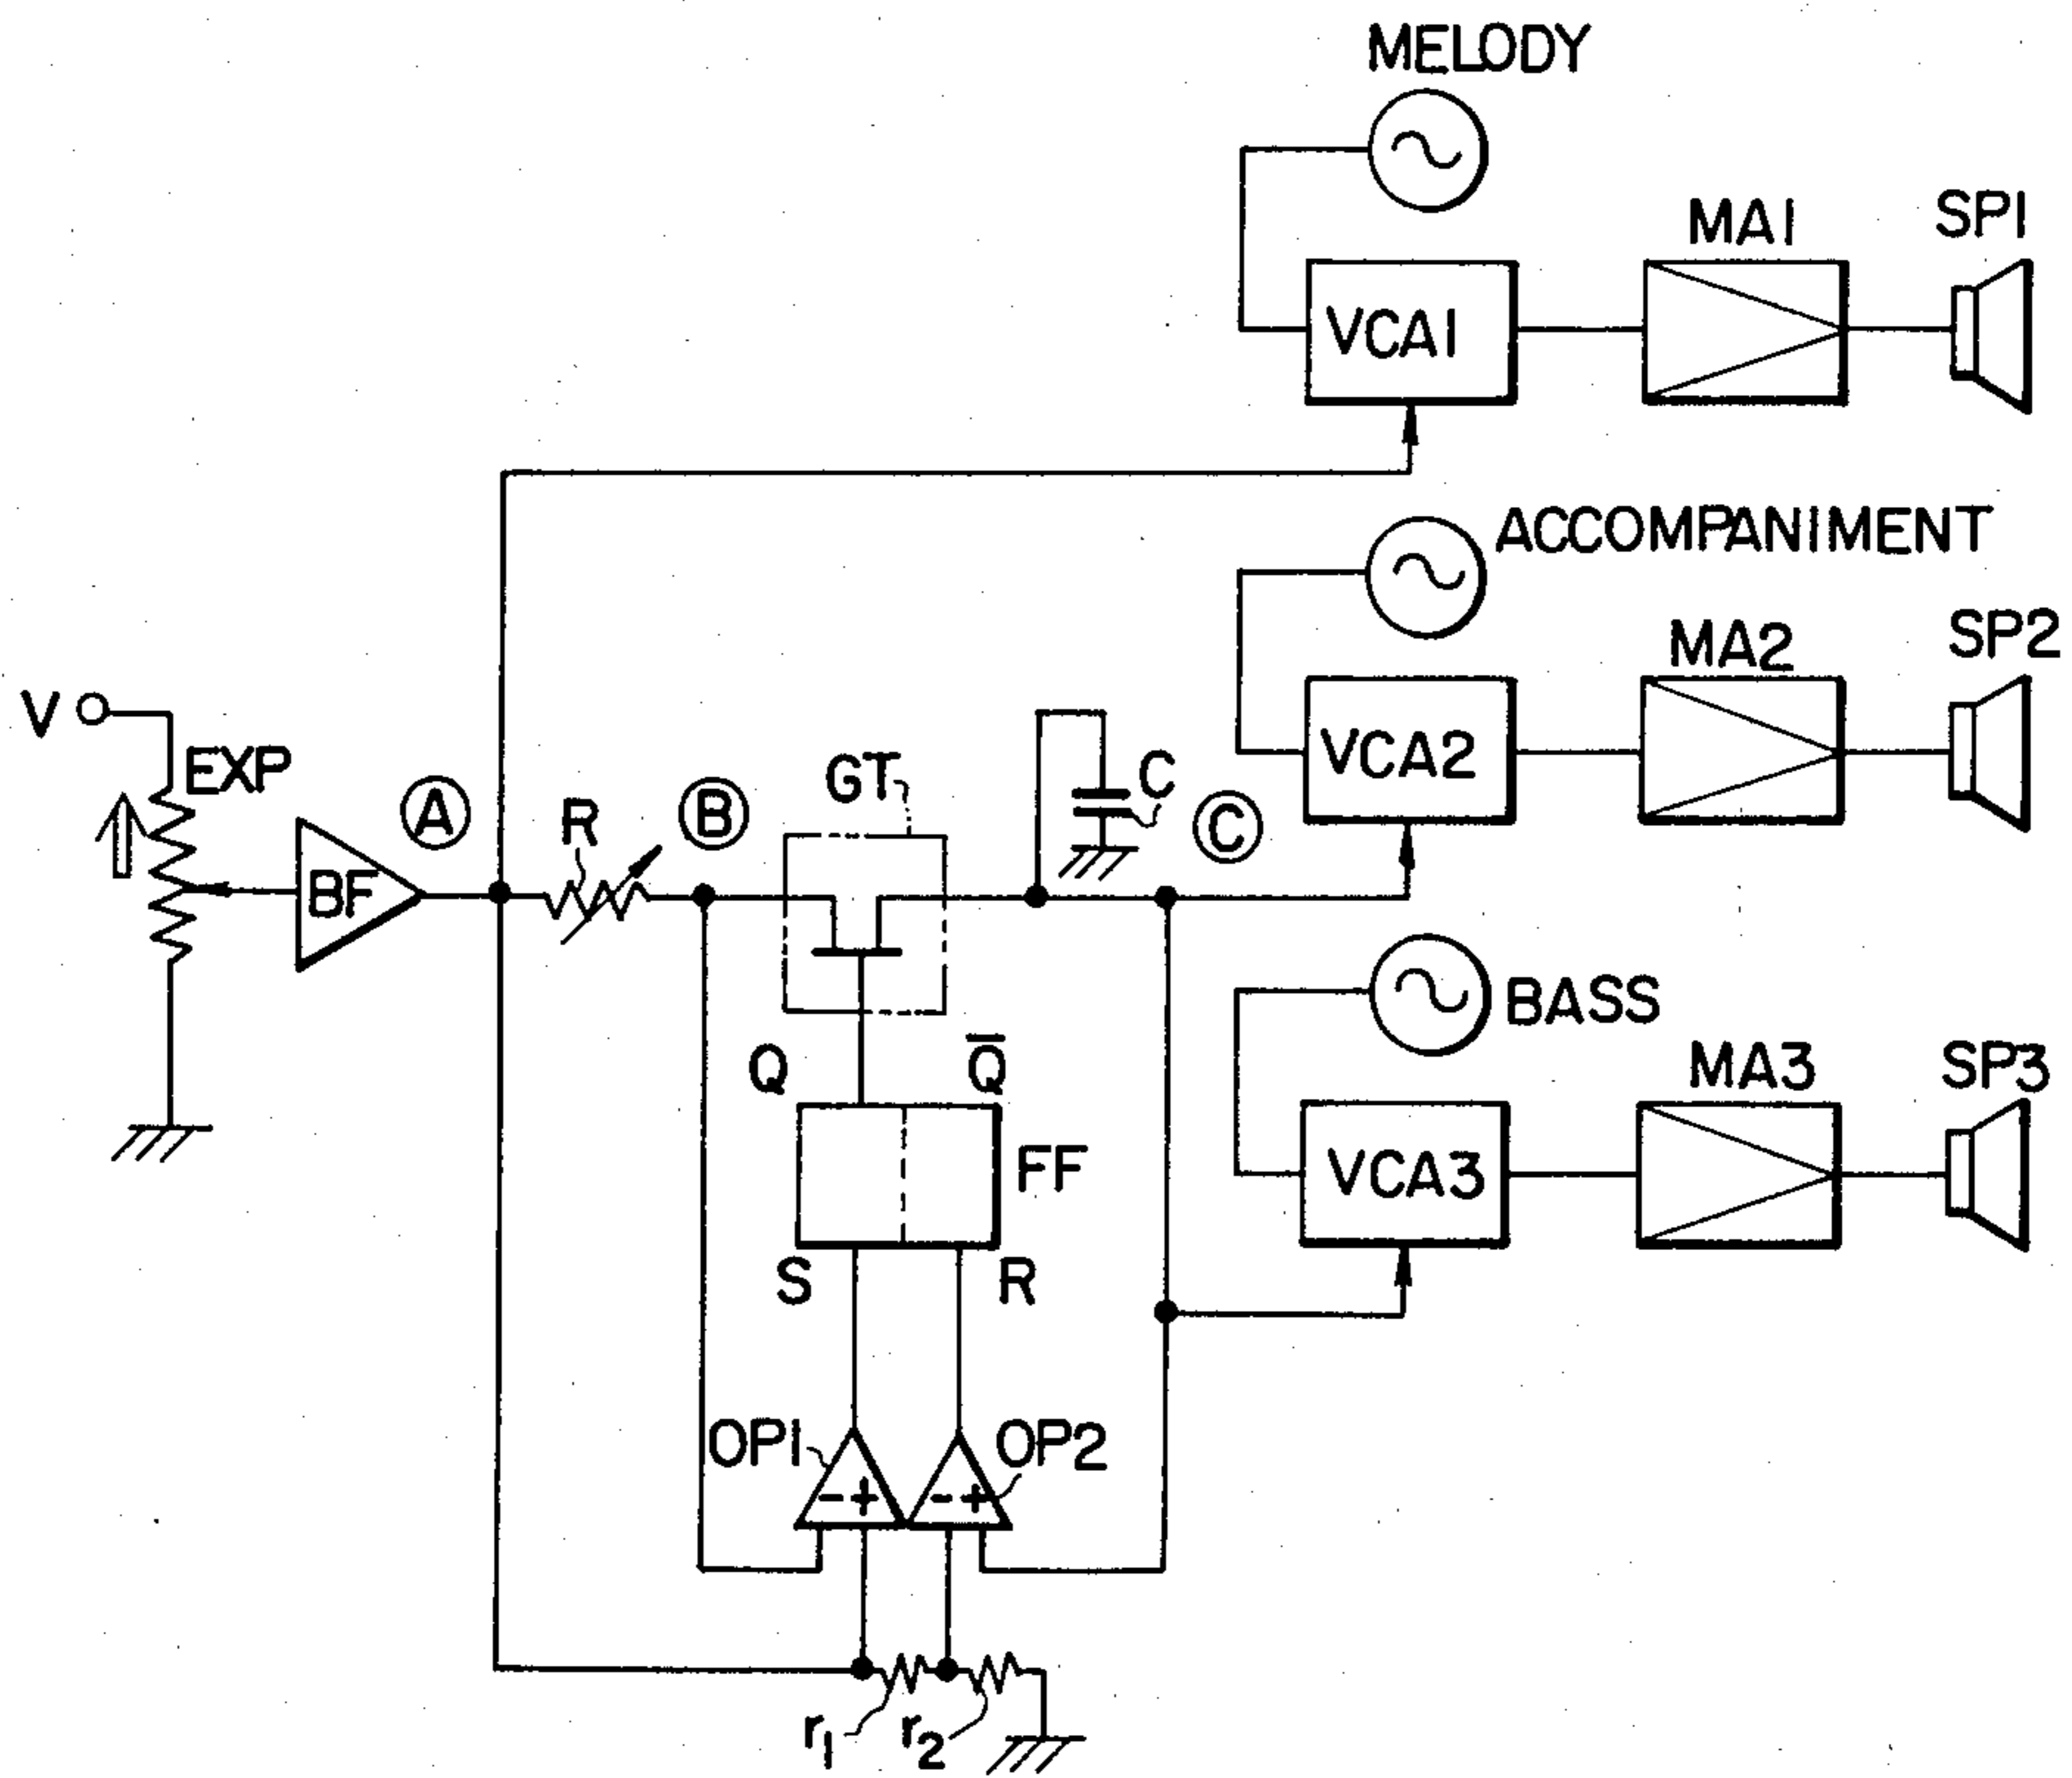 MELODY
MA1
SP1
VCA1
ACCOMPANIMENT
MA2
SP2
V
EXP
VCA2
GT
C
A
R
B
C
BF
BASS
Q
Q̅
MA3
SP3
FF
VCA3
S
R
OP1
OP2
- +
- +
r1
r2